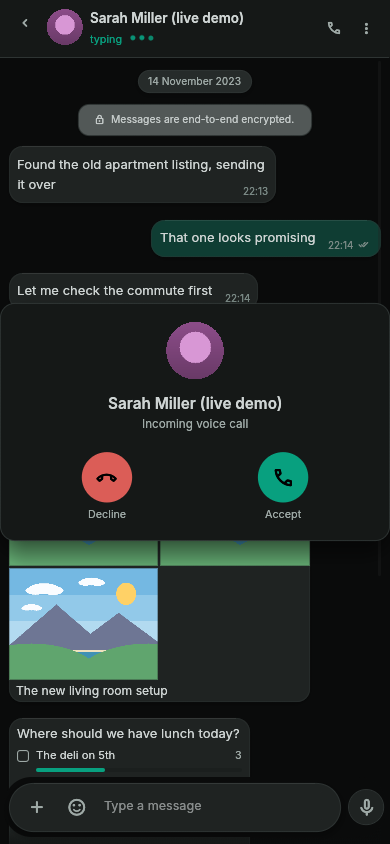 Sarah Miller (live demo)
typing
14 November 2023
Messages are end-to-end encrypted.
Found the old apartment listing, sending
it over
22:13
That one looks promising
22:14
Let me check the commute first
22:14
Sarah Miller (live demo)
Incoming voice call
Decline
Accept
The new living room setup
Where should we have lunch today?
The deli on 5th
3
Type a message